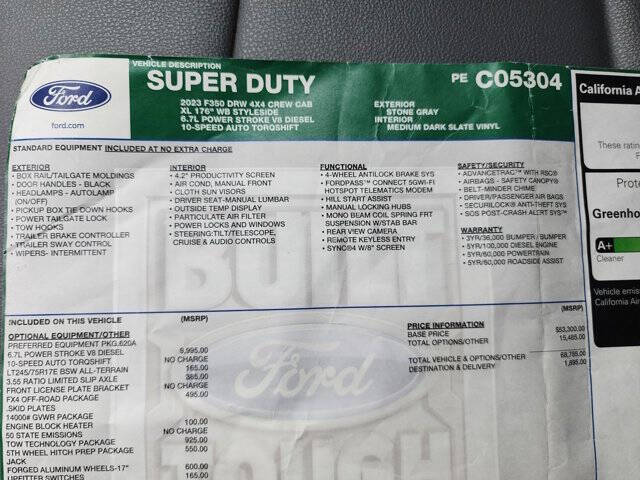 VEHICLE DESCRIPTION
SUPER DUTY
PE C05304
2023 F350 DRW 4X4 CREW CAB
XL 176" WB STYLESIDE
6.7L POWER STROKE V8 DIESEL
10-SPEED AUTO TORQSHIFT
EXTERIOR
STONE GRAY
INTERIOR
MEDIUM DARK SLATE VINYL
Ford
ford.com
STANDARD EQUIPMENT INCLUDED AT NO EXTRA CHARGE
EXTERIOR
• BOX RAIL/TAILGATE MOLDINGS
• DOOR HANDLES - BLACK
• HEADLAMPS - AUTOLAMP
(ON/OFF)
• PICKUP BOX TIE DOWN HOOKS
• POWER TAILGATE LOCK
• TOW HOOKS
• TRAILER BRAKE CONTROLLER
• TRAILER SWAY CONTROL
• WIPERS- INTERMITTENT
INTERIOR
• 4.2" PRODUCTIVITY SCREEN
• AIR COND, MANUAL FRONT
• CLOTH SUN VISORS
• DRIVER SEAT-MANUAL LUMBAR
• OUTSIDE TEMP DISPLAY
• PARTICULATE AIR FILTER
• POWER LOCKS AND WINDOWS
• STEERING:TILT/TELESCOPE,
CRUISE & AUDIO CONTROLS
FUNCTIONAL
• 4-WHEEL ANTILOCK BRAKE SYS
• FORDPASS™ CONNECT 5GWI-FI
HOTSPOT TELEMATICS MODEM
• HILL START ASSIST
• MANUAL LOCKING HUBS
• MONO BEAM COIL SPRING FRT
SUSPENSION W/STAB BAR
• REAR VIEW CAMERA
• REMOTE KEYLESS ENTRY
• SYNC®4 W/8" SCREEN
SAFETY/SECURITY
• ADVANCETRAC™ WITH RSC®
• AIRBAGS - SAFETY CANOPY®
• BELT-MINDER CHIME
• DRIVER/PASSENGER AIR BAGS
• SECURILOCK® ANTI-THEFT SYS
• SOS POST-CRASH ALERT SYS™
WARRANTY
• 3YR/36,000 BUMPER / BUMPER
• 5YR/100,000 DIESEL ENGINE
• 5YR/60,000 POWERTRAIN
• 5YR/60,000 ROADSIDE ASSIST
INCLUDED ON THIS VEHICLE
(MSRP)
OPTIONAL EQUIPMENT/OTHER
PREFERRED EQUIPMENT PKG.620A
6.7L POWER STROKE V8 DIESEL 9,995.00
10-SPEED AUTO TORQSHIFT NO CHARGE
LT245/75R17E BSW ALL-TERRAIN 165.00
3.55 RATIO LIMITED SLIP AXLE 385.00
FRONT LICENSE PLATE BRACKET NO CHARGE
FX4 OFF-ROAD PACKAGE 495.00
.SKID PLATES
14000# GVWR PACKAGE
ENGINE BLOCK HEATER 100.00
50 STATE EMISSIONS NO CHARGE
TOW TECHNOLOGY PACKAGE 925.00
5TH WHEEL HITCH PREP PACKAGE 550.00
JACK
FORGED ALUMINUM WHEELS-17" 600.00
UPFITTER SWITCHES 165.00
PRICE INFORMATION
(MSRP)
BASE PRICE $53,300.00
TOTAL OPTIONS/OTHER 15,485.00
TOTAL VEHICLE & OPTIONS/OTHER 68,785.00
DESTINATION & DELIVERY 1,895.00
BUILT
Ford
TOUGH
California A
These rating
Prote
Greenho
A+
Cleaner
Vehicle emis
California Air